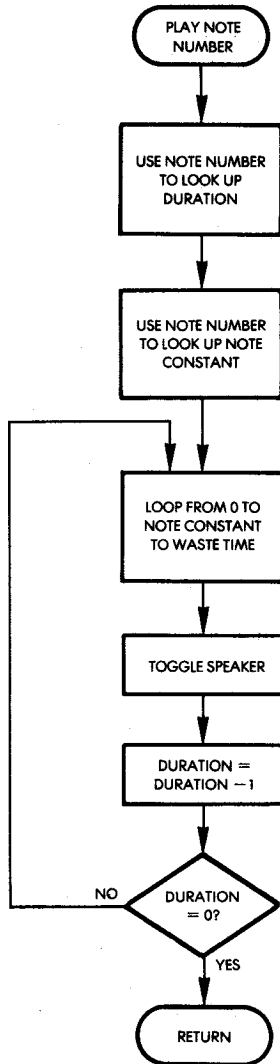 PLAY NOTE
NUMBER
USE NOTE NUMBER
TO LOOK UP
DURATION
USE NOTE NUMBER
TO LOOK UP NOTE
CONSTANT
LOOP FROM 0 TO
NOTE CONSTANT
TO WASTE TIME
TOGGLE SPEAKER
DURATION =
DURATION −1
NO
DURATION
= 0?
YES
RETURN